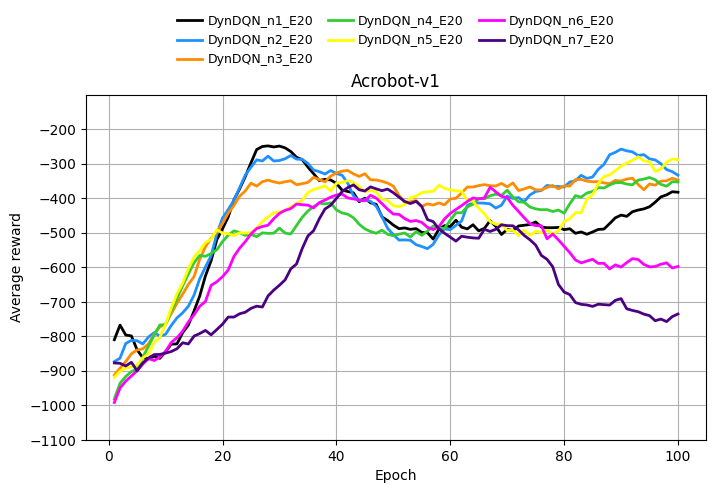 DynDQN_n1_E20 DynDQN_n4_E20 DynDQN_n6_E20
DynDQN_n2_E20 DynDQN_n5_E20 DynDQN_n7_E20
DynDQN_n3_E20
Acrobot-v1
−200
−300
−400
−500
−600
−700
−800
−900
−1000
−1100
Average reward
0 20 40 60 80 100
Epoch